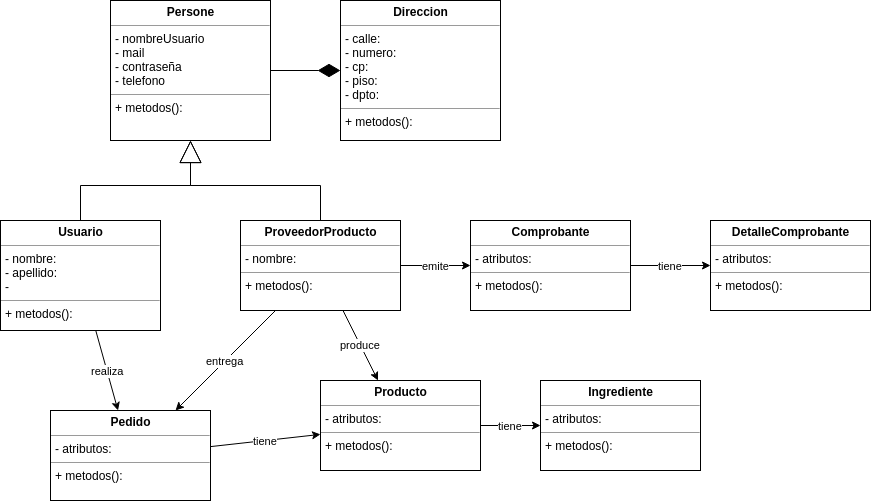 Persone
- nombreUsuario
- mail
- contraseña
- telefono
+ metodos():
Direccion
- calle:
- numero:
- cp:
- piso:
- dpto:
+ metodos():
Usuario
- nombre:
- apellido:
-
+ metodos():
ProveedorProducto
- nombre:
+ metodos():
emite
Comprobante
- atributos:
+ metodos():
tiene
DetalleComprobante
- atributos:
+ metodos():
realiza
entrega
produce
Pedido
- atributos:
+ metodos():
tiene
Producto
- atributos:
+ metodos():
tiene
Ingrediente
- atributos:
+ metodos():